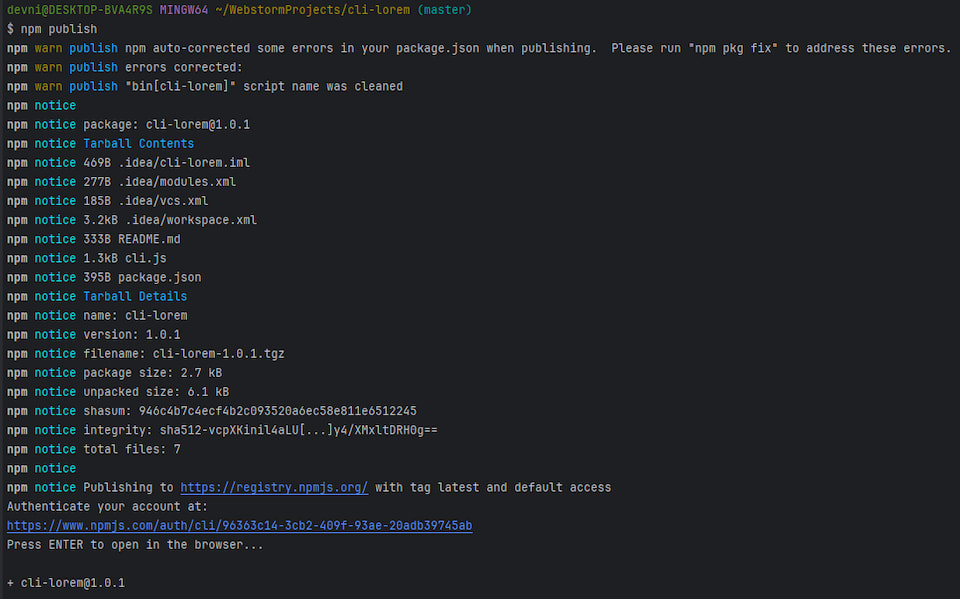 devni@DESKTOP-BVA4R9S MINGW64 ~/WebstormProjects/cli-lorem (master)
$ npm publish
npm warn publish npm auto-corrected some errors in your package.json when publishing.  Please run "npm pkg fix" to address these errors.
npm warn publish errors corrected:
npm warn publish "bin[cli-lorem]" script name was cleaned
npm notice
npm notice package: cli-lorem@1.0.1
npm notice Tarball Contents
npm notice 469B .idea/cli-lorem.iml
npm notice 277B .idea/modules.xml
npm notice 185B .idea/vcs.xml
npm notice 3.2kB .idea/workspace.xml
npm notice 333B README.md
npm notice 1.3kB cli.js
npm notice 395B package.json
npm notice Tarball Details
npm notice name: cli-lorem
npm notice version: 1.0.1
npm notice filename: cli-lorem-1.0.1.tgz
npm notice package size: 2.7 kB
npm notice unpacked size: 6.1 kB
npm notice shasum: 946c4b7c4ecf4b2c093520a6ec58e811e6512245
npm notice integrity: sha512-vcpXKinil4aLU[...]y4/XMxltDRH0g==
npm notice total files: 7
npm notice
npm notice Publishing to https://registry.npmjs.org/ with tag latest and default access
Authenticate your account at:
https://www.npmjs.com/auth/cli/96363c14-3cb2-409f-93ae-20adb39745ab
Press ENTER to open in the browser...
+ cli-lorem@1.0.1